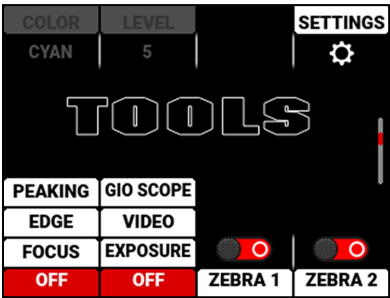 COLOR LEVEL SETTINGS
CYAN 5
TOOLS
PEAKING GIO SCOPE
EDGE VIDEO
FOCUS EXPOSURE
OFF OFF ZEBRA 1 ZEBRA 2